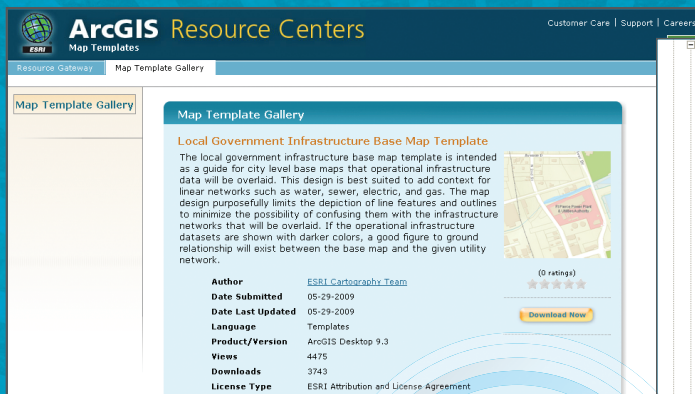 ArcGIS Resource Centers
Map Templates
ESRI
Customer Care | Support | Careers
Resource Gateway
Map Template Gallery
Map Template Gallery
Map Template Gallery
Local Government Infrastructure Base Map Template
The local government infrastructure base map template is intended
as a guide for city level base maps that operational infrastructure
data will be overlaid. This design is best suited to add context for
linear networks such as water, sewer, electric, and gas. The map
design purposefully limits the depiction of line features and outlines
to minimize the possibility of confusing them with the infrastructure
networks that will be overlaid. If the operational infrastructure
datasets are shown with darker colors, a good figure to ground
relationship will exist between the base map and the given utility
network.
(0 ratings)
Download Now
Author ESRI Cartography Team
Date Submitted 05-29-2009
Date Last Updated 05-29-2009
Language Templates
Product/Version ArcGIS Desktop 9.3
Views 4475
Downloads 3743
License Type ESRI Attribution and License Agreement